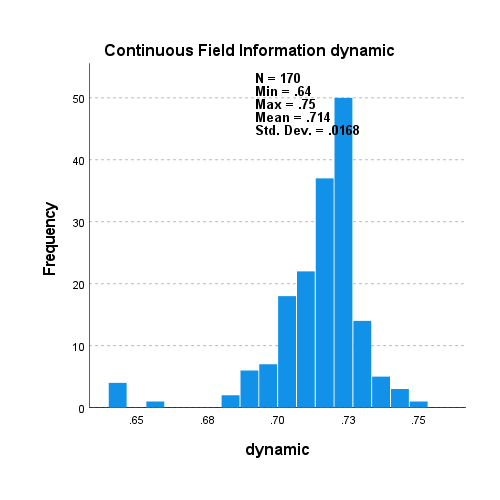 Continuous Field Information dynamic
N = 170
Min = .64
Max = .75
Mean = .714
Std. Dev. = .0168
50
40
30
20
10
0
Frequency
.65 .68 .70 .73 .75
dynamic